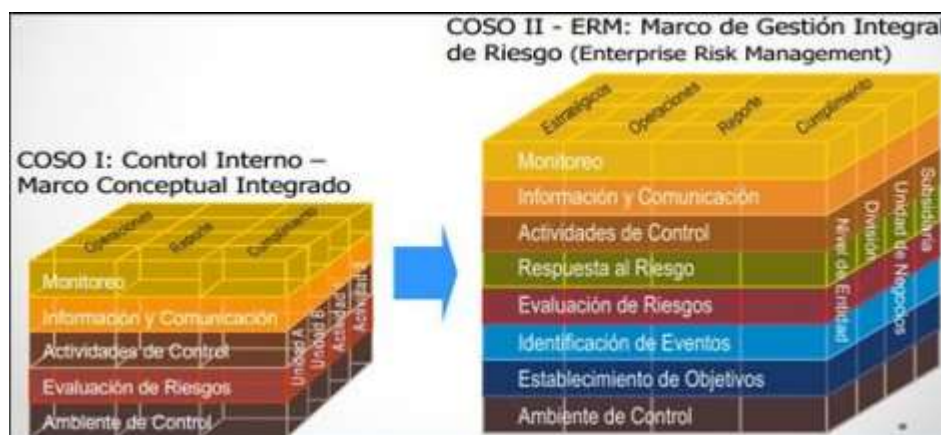 COSO II - ERM: Marco de Gestión Integral
de Riesgo (Enterprise Risk Management)
COSO I: Control Interno –
Marco Conceptual Integrado
Operaciones
Reporte
Cumplimiento
Monitoreo
Información y Comunicación
Actividades de Control
Evaluación de Riesgos
Ambiente de Control
Unidad A
Unidad B
Actividad
Actividad
Estratégicos
Operaciones
Reporte
Cumplimiento
Monitoreo
Información y Comunicación
Actividades de Control
Respuesta al Riesgo
Evaluación de Riesgos
Identificación de Eventos
Establecimiento de Objetivos
Ambiente de Control
Nivel de Entidad
División
Unidad de Negocios
Subsidiaria